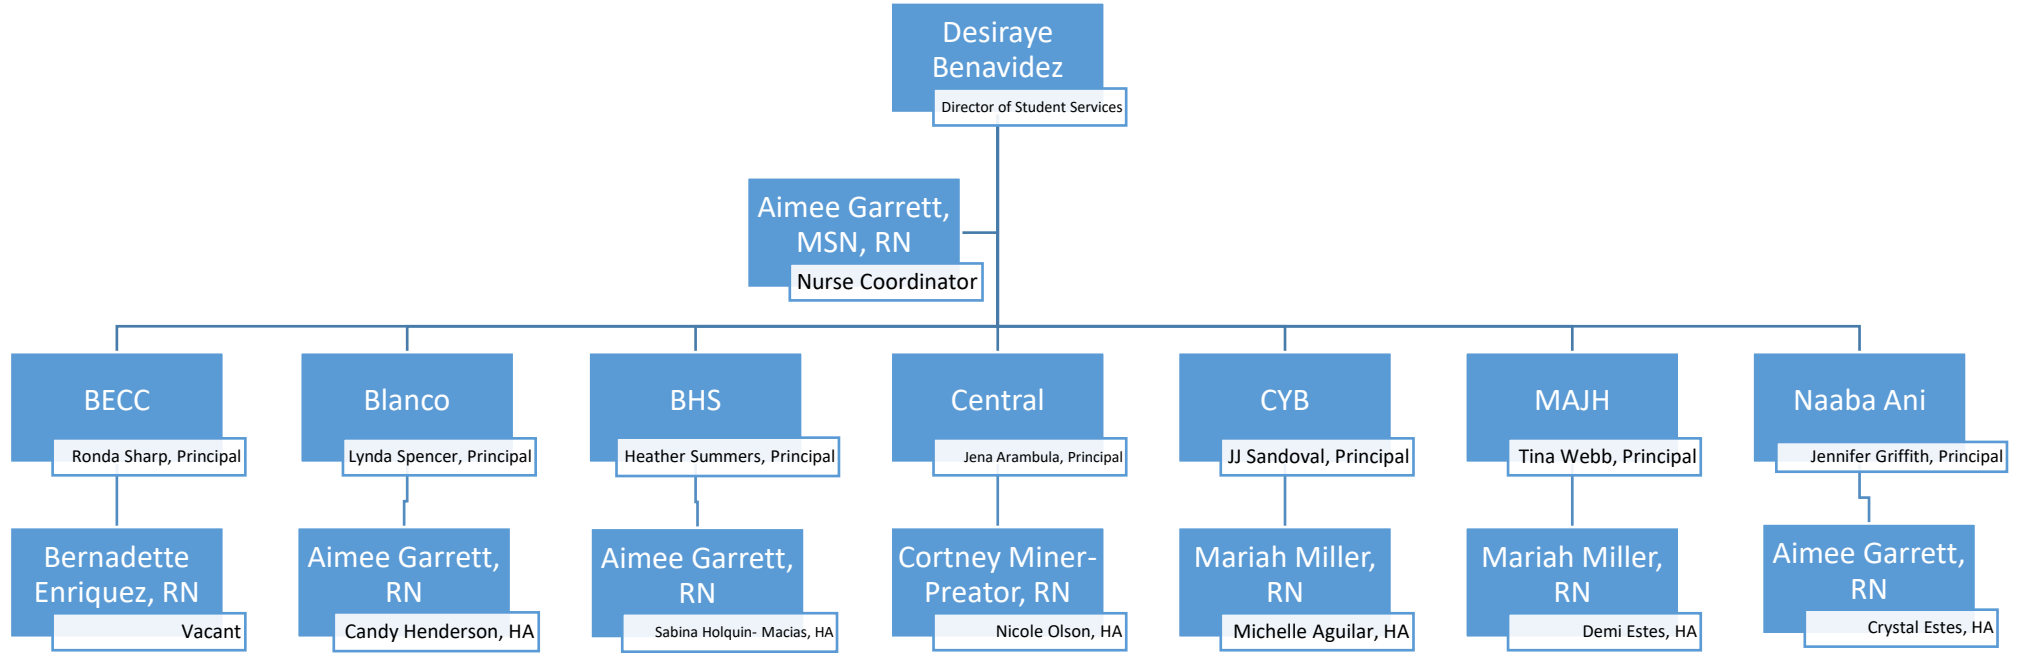 Desiraye
Benavidez
Director of Student Services
Aimee Garrett,
MSN, RN
Nurse Coordinator
BECC
Ronda Sharp, Principal
Blanco
Lynda Spencer, Principal
BHS
Heather Summers, Principal
Central
Jena Arambula, Principal
CYB
JJ Sandoval, Principal
MAJH
Tina Webb, Principal
Naaba Ani
Jennifer Griffith, Principal
Bernadette
Enriquez, RN
Vacant
Aimee Garrett,
RN
Candy Henderson, HA
Aimee Garrett,
RN
Sabina Holquin- Macias, HA
Cortney Miner-
Preator, RN
Nicole Olson, HA
Mariah Miller,
RN
Michelle Aguilar, HA
Mariah Miller,
RN
Demi Estes, HA
Aimee Garrett,
RN
Crystal Estes, HA